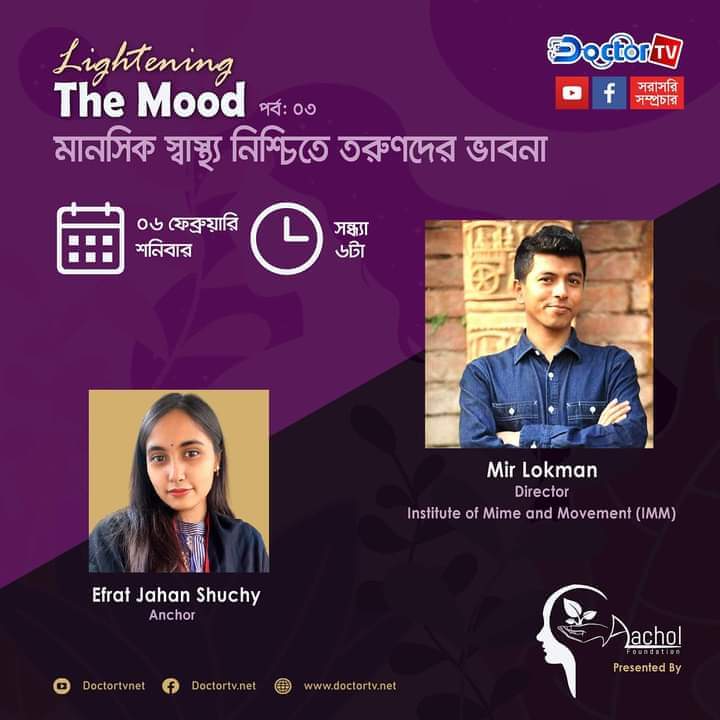 Lightening
The Mood পর্ব: ০৩
মানসিক স্বাস্থ্য নিশ্চিতে তরুণদের ভাবনা
DoctorTV
সরাসরি
সম্প্রচার
০৬ ফেব্রুয়ারি
শনিবার
সন্ধ্যা
৬টা
Mir Lokman
Director
Institute of Mime and Movement (IMM)
Efrat Jahan Shuchy
Anchor
Aachol
Foundation
Presented By
Doctortvnet
Doctortv.net
www.doctortv.net